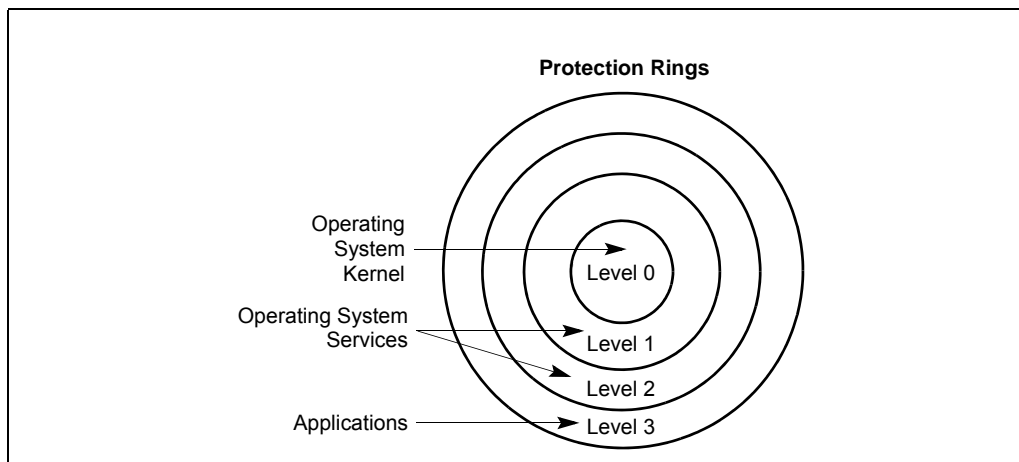 Protection Rings
Operating
System
Kernel
Level 0
Operating System
Services
Level 1
Level 2
Applications
Level 3